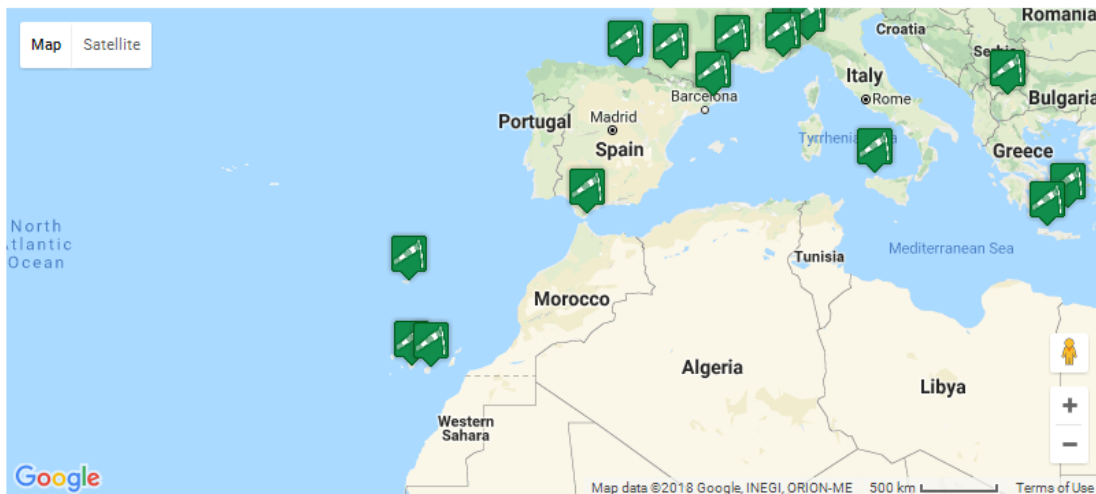 Map Satellite
Romania
Croatia
Serbia
Italy
Rome
Bulgaria
Barcelona
Portugal
Madrid
Spain
Tyrrhenian Sea
Greece
North
Atlantic
Ocean
Mediterranean Sea
Tunisia
Morocco
Algeria
Libya
Western
Sahara
Google
Map data ©2018 Google, INEGI, ORION-ME 500 km Terms of Use